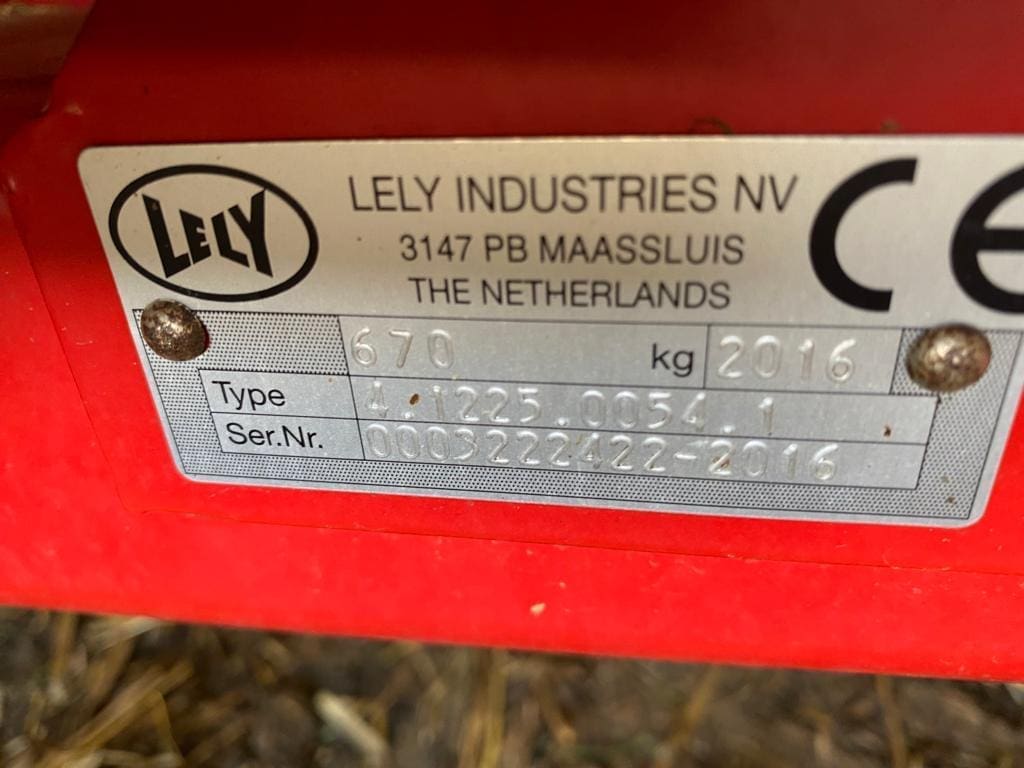 LELY
LELY INDUSTRIES NV
3147 PB MAASSLUIS
THE NETHERLANDS
CE
670 kg 2016
Type 4.1225.0054.1
Ser.Nr. 0003222422-2016